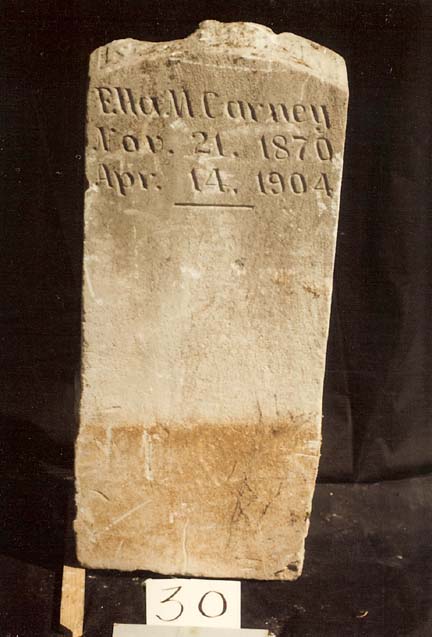 Ella M. Carney
Nov. 21. 1870
Apr. 14. 1904
30